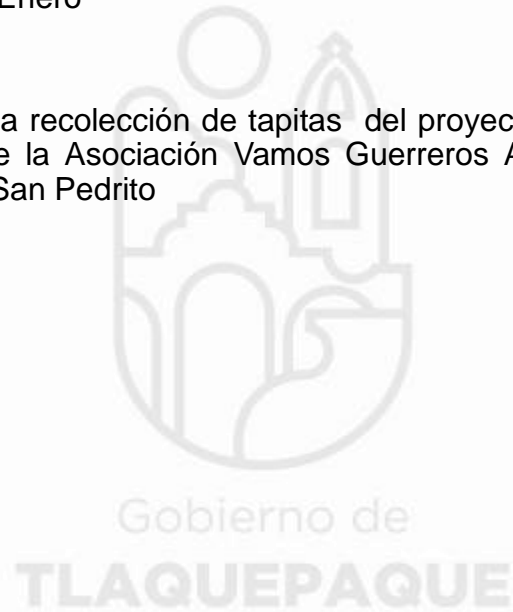 Enero
a recolección de tapitas del proyec
e la Asociación Vamos Guerreros A
San Pedrito
Gobierno de
TLAQUEPAQUE